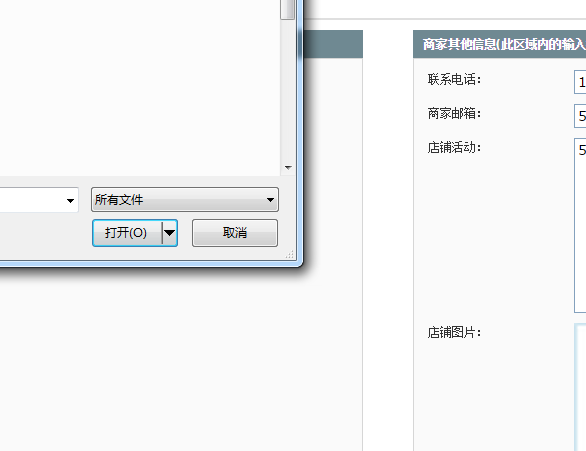 商家其他信息(此区域内的输入
联系电话：
1
商家邮箱：
5
店铺活动：
5
所有文件
打开(O)
取消
店铺图片：